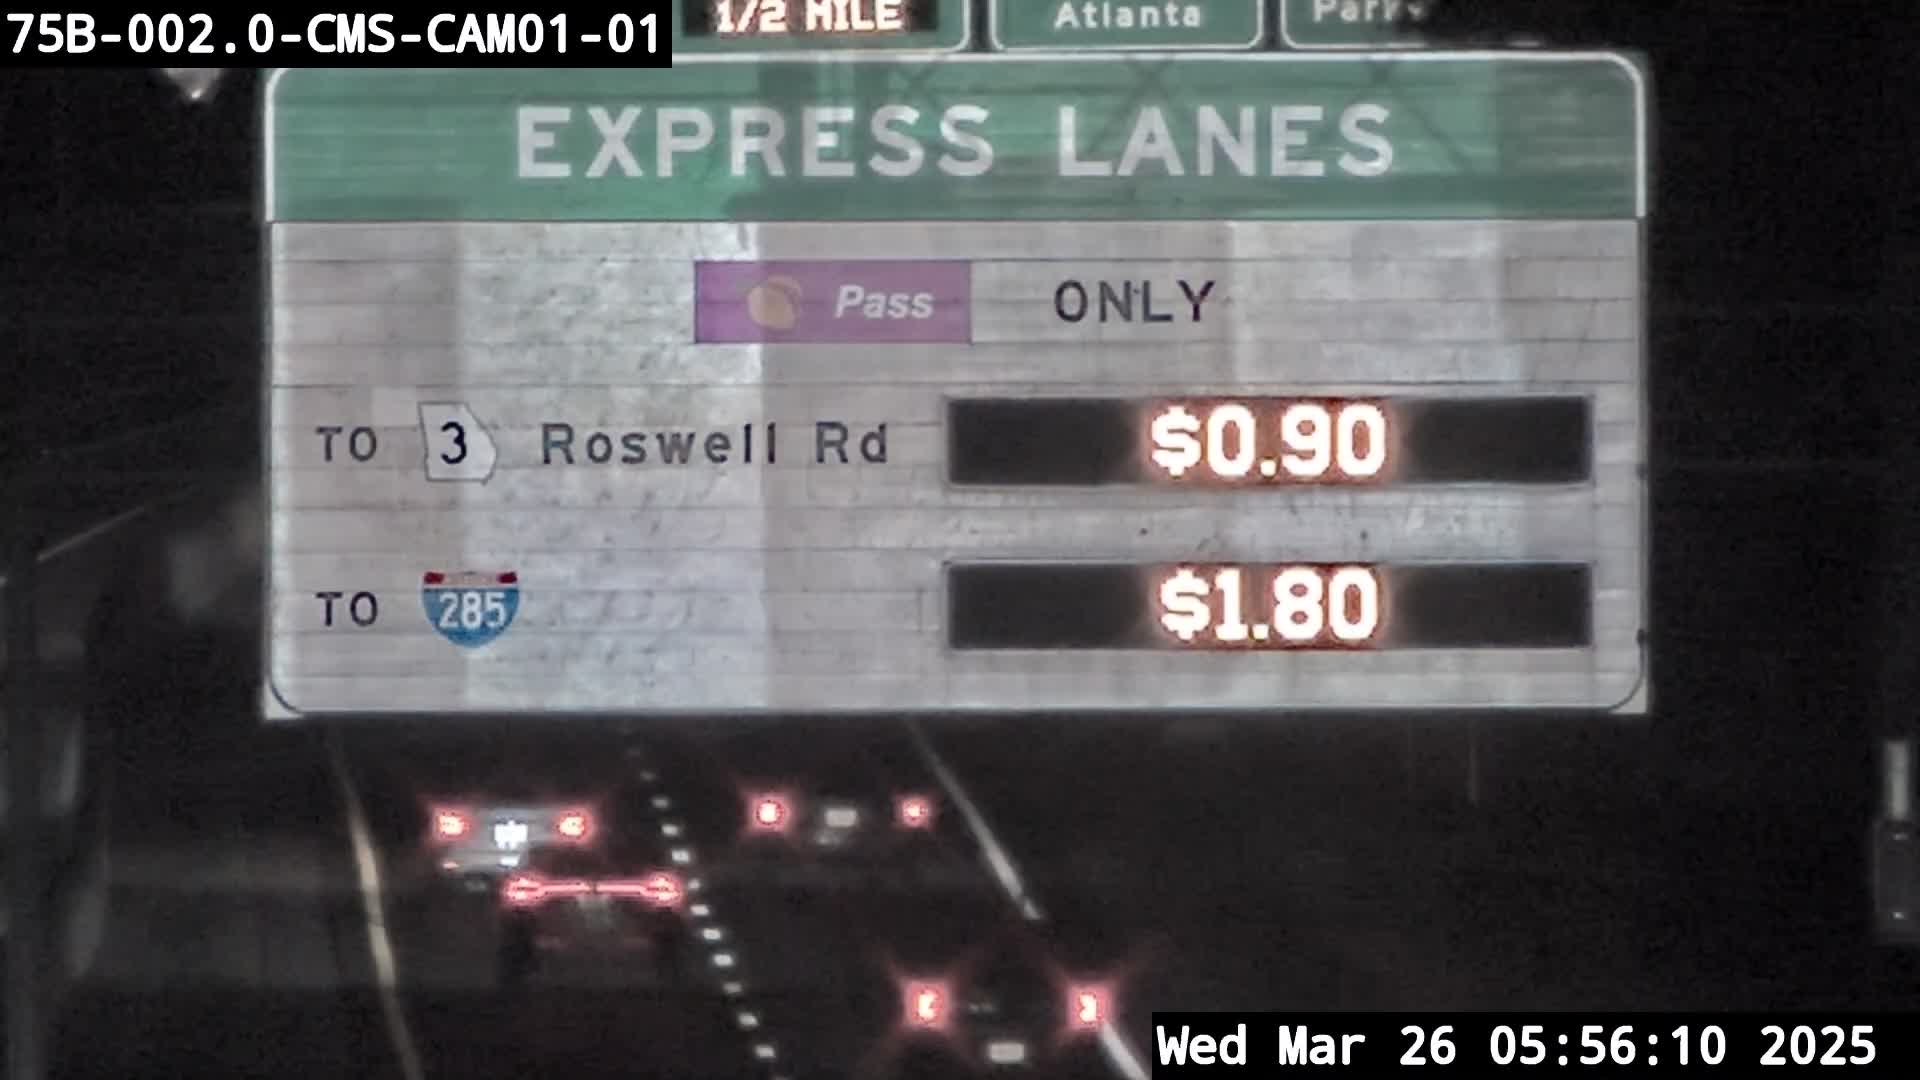 75B-002.0-CMS-CAM01-01
1/2 MILE
Atlanta
EXPRESS LANES
Pass ONLY
TO 3 Roswell Rd $0.90
TO 285 $1.80
Wed Mar 26 05:56:10 2025